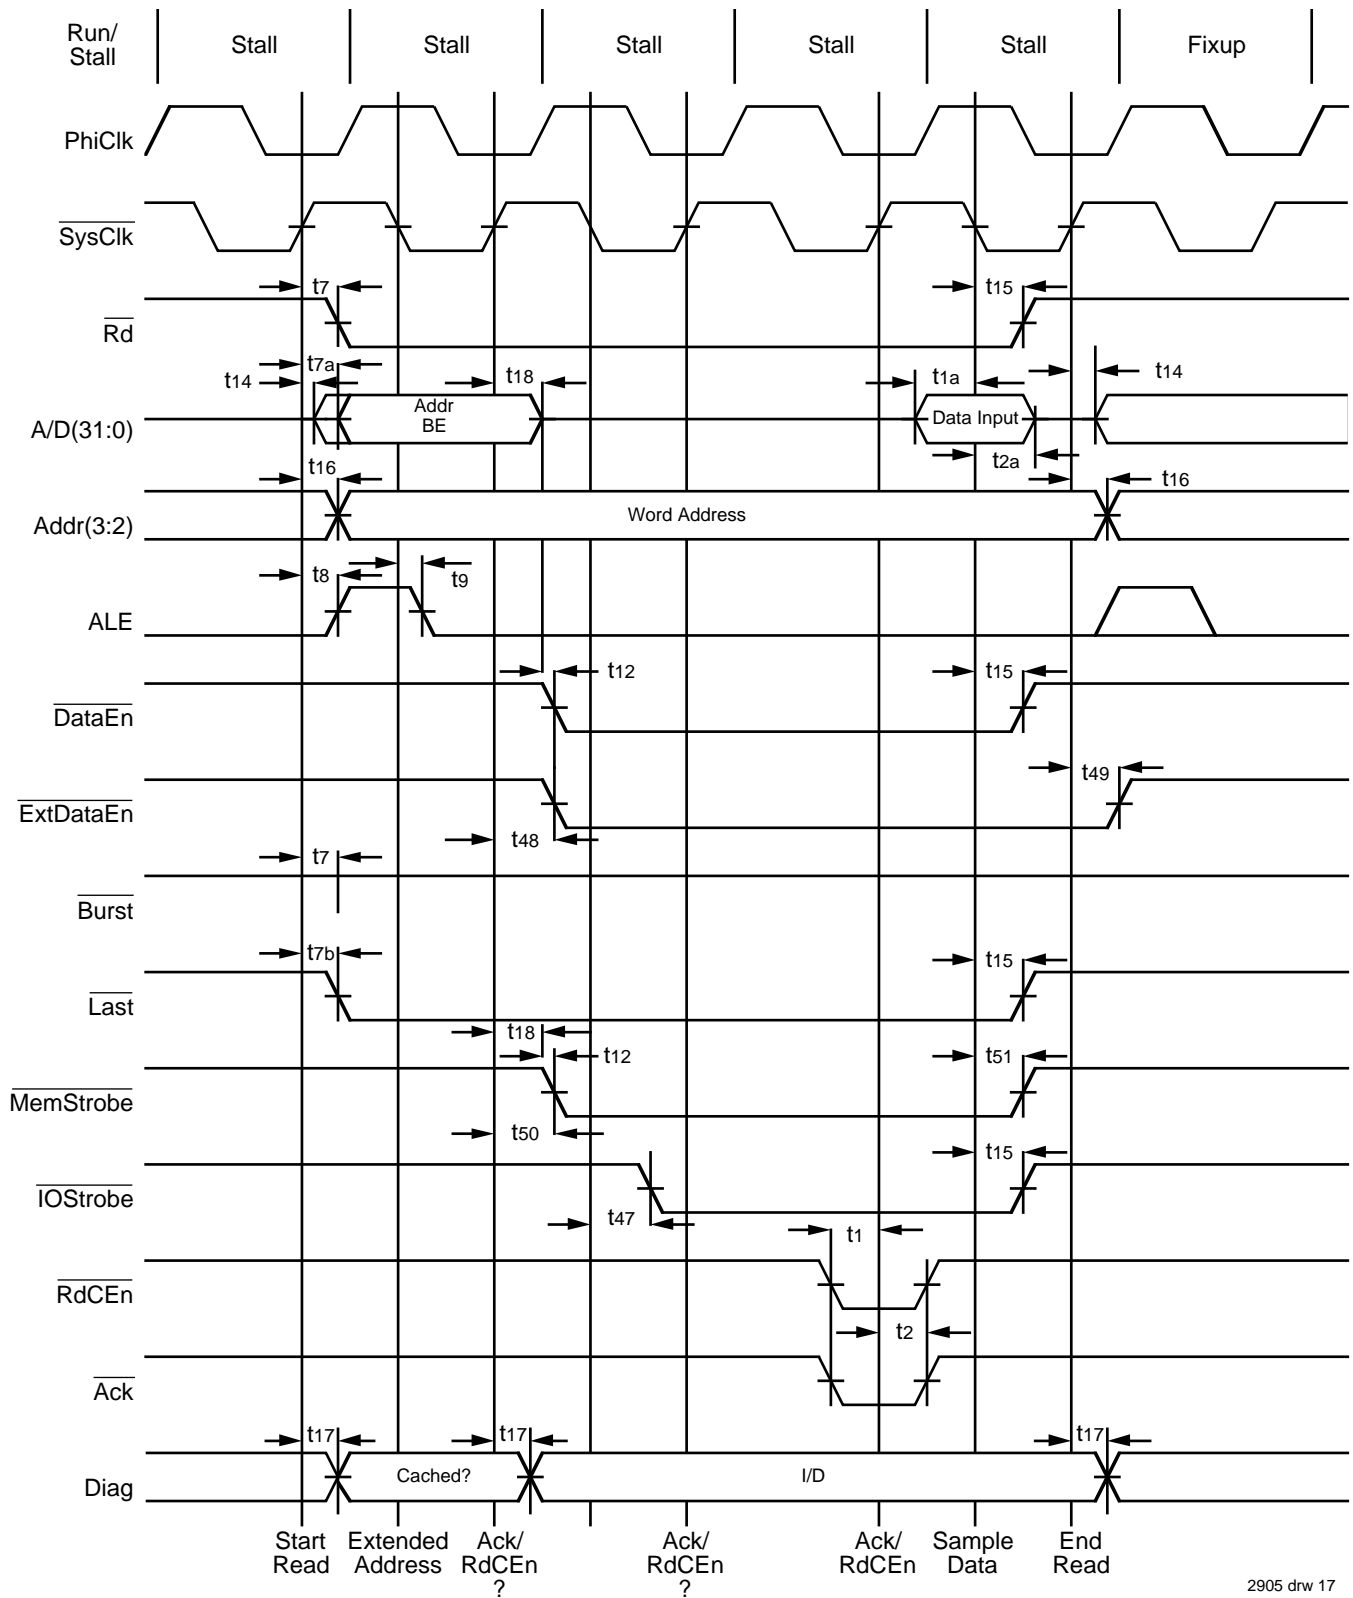 Run/
Stall
Stall
Stall
Stall
Stall
Stall
Fixup
PhiClk
SysClk
t7
t15
Rd
t7a
t14
t18
t1a
t14
Addr
BE
Data Input
A/D(31:0)
t2a
t16
t16
Word Address
Addr(3:2)
t8
t9
ALE
t12
t15
DataEn
t49
ExtDataEn
t48
t7
Burst
t7b
t15
Last
t18
t12
t51
MemStrobe
t50
t15
IOStrobe
t47
t1
RdCEn
t2
Ack
t17
t17
t17
Cached?
I/D
Diag
Start
Read
Extended
Address
Ack/
RdCEn
?
Ack/
RdCEn
?
Ack/
RdCEn
Sample
Data
End
Read
2905 drw 17